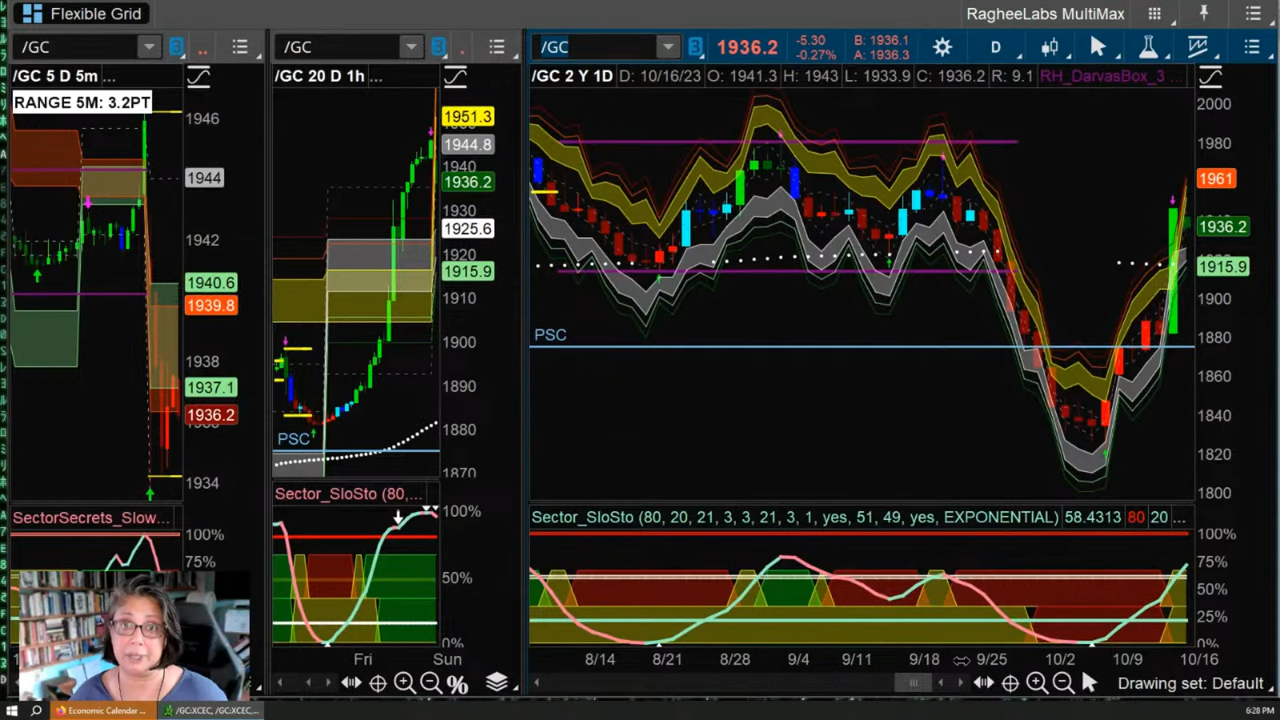 Flexible Grid
RagheeLabs MultiMax
/GC
3
/GC
3
/GC
3
1936.2
-5.30
-0.27%
B: 1936.1
A: 1936.3
D
/GC 5 D 5m ...
/GC 20 D 1h ...
/GC 2 Y 1D
D: 10/16/23
O: 1941.3
H: 1943
L: 1933.9
C: 1936.2
R: 9.1
RH_DarvasBox_3 ...
RANGE 5M: 3.2PT
1946
1944
1942
1940.6
1939.8
1938
1937.1
1936.2
1934
1951.3
1944.8
1940
1936.2
1930
1925.6
1920
1915.9
1910
1900
1890
1880
1870
PSC
2000
1980
1961
1936.2
1915.9
1900
1880
1860
1840
1820
1800
PSC
SectorSecrets_Slow...
100%
75%
Sector_SloSto (80,...
100%
50%
0%
Fri
Sun
Sector_SloSto (80, 20, 21, 3, 3, 21, 3, 1, yes, 51, 49, yes, EXPONENTIAL)
58.4313
80
20
...
100%
75%
50%
25%
0%
8/14
8/21
8/28
9/4
9/11
9/18
9/25
10/2
10/9
10/16
%
Drawing set: Default
Economic Calendar ...
/GC:XCEC, /GC:XCEC,...
6:28 PM